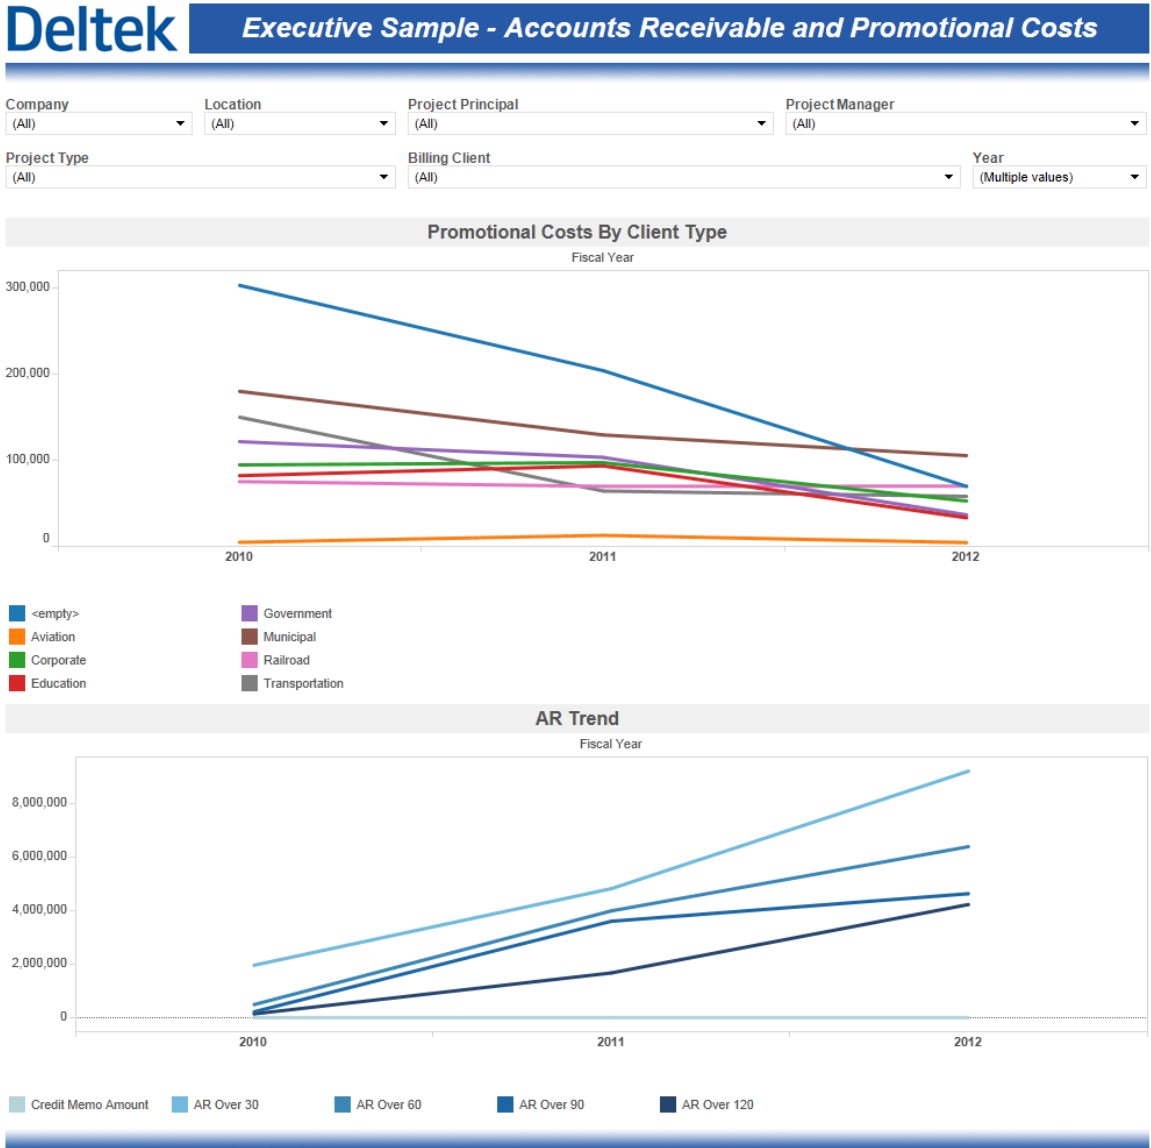 Deltek Executive Sample - Accounts Receivable and Promotional Costs
Company Location Project Principal Project Manager
(All) (All) (All) (All)
Project Type Billing Client Year
(All) (All) (Multiple values)
Promotional Costs By Client Type
Fiscal Year
300,000
200,000
100,000
0
2010 2011 2012
<empty> Government
Aviation Municipal
Corporate Railroad
Education Transportation
AR Trend
Fiscal Year
8,000,000
6,000,000
4,000,000
2,000,000
0
2010 2011 2012
Credit Memo Amount AR Over 30 AR Over 60 AR Over 90 AR Over 120